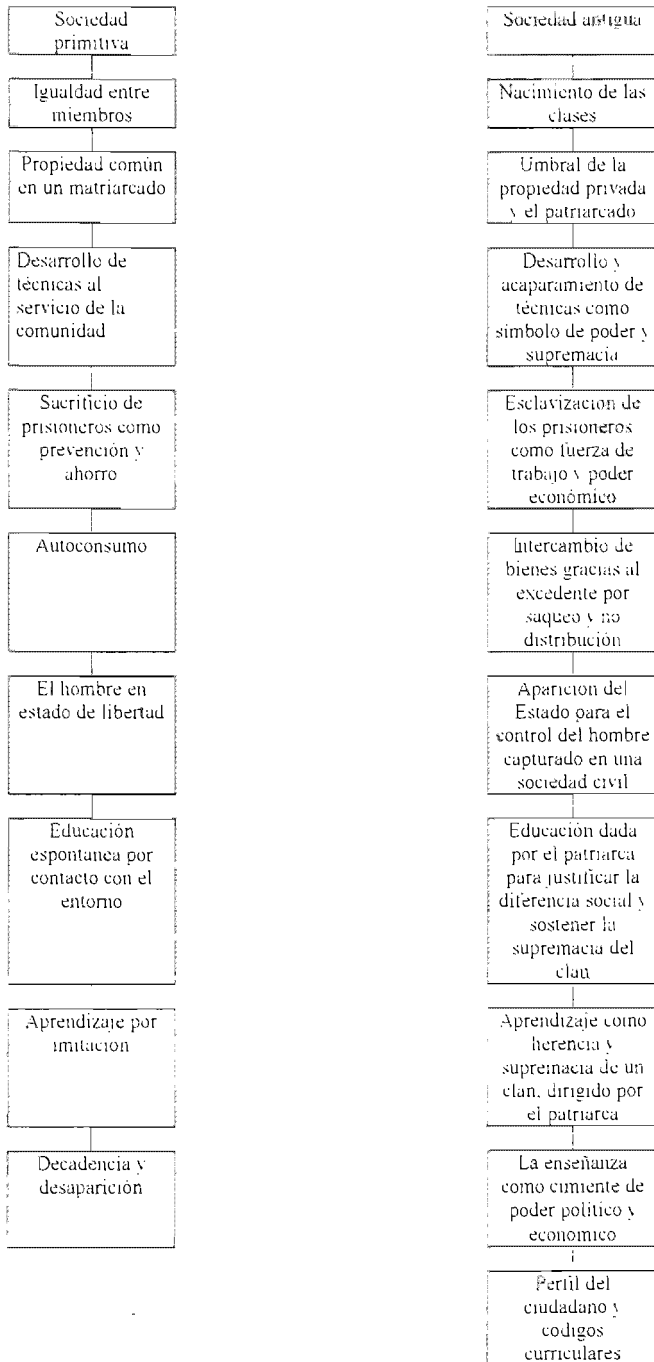 Sociedad
primitiva
Igualdad entre
miembros
Propiedad común
en un matriarcado
Desarrollo de
técnicas al
servicio de la
comunidad
Sacrificio de
prisioneros como
prevención y
ahorro
Autoconsumo
El hombre en
estado de libertad
Educación
espontanea por
contacto con el
entorno
Aprendizaje por
imitacion
Decadencia y
desaparición
Sociedad antigua
Nacimiento de las
clases
Umbral de la
propiedad privada
y el patriarcado
Desarrollo y
acaparamiento de
técnicas como
simbolo de poder y
supremacia
Esclavizacion de
los prisioneros
como fuerza de
trabajo y poder
económico
Intercambio de
bienes gracias al
excedente por
saqueo y no
distribución
Aparicion del
Estado para el
control del hombre
capturado en una
sociedad civil
Educación dada
por el patriarca
para justificar la
diferencia social y
sostener la
supremacia del
clan
Aprendizaje como
herencia y
supremacia de un
clan, dirigido por
el patriarca
La enseñanza
como cimiente de
poder politico y
economico
Perfil del
ciudadano y
codigos
curriculares